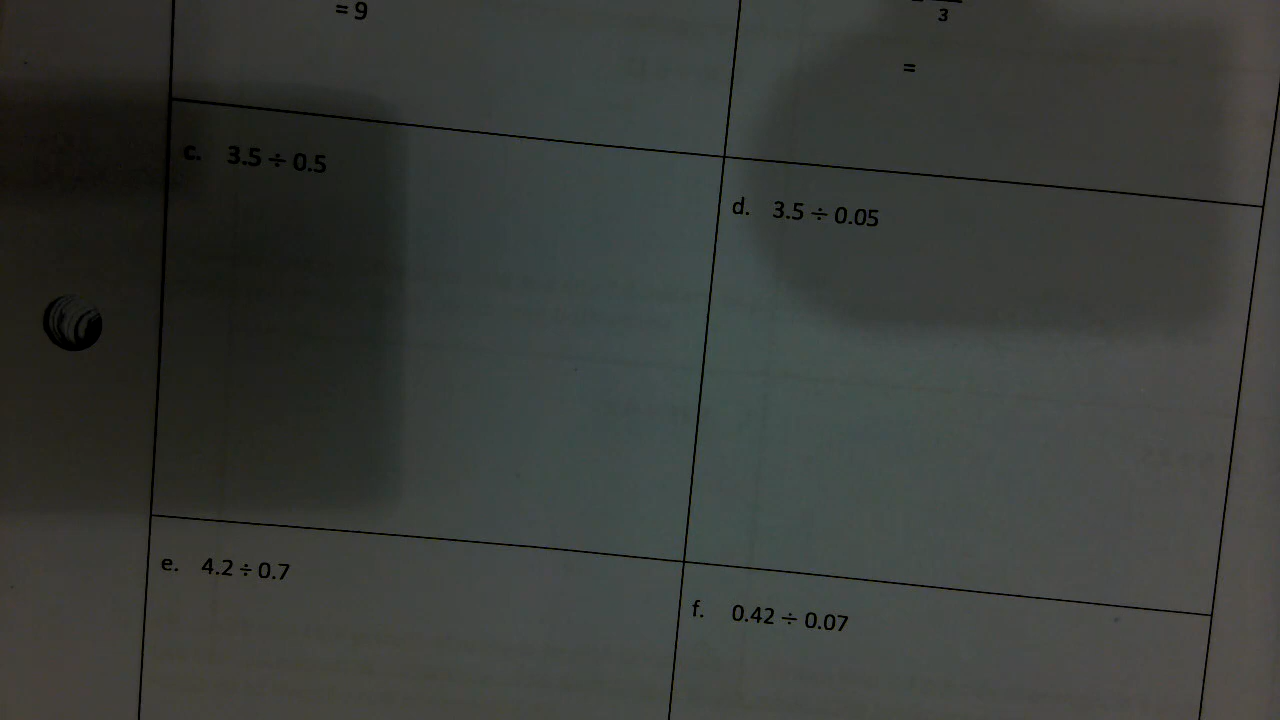 = 9
3
=
c. 3.5 ÷ 0.5
d. 3.5 ÷ 0.05
e. 4.2 ÷ 0.7
f. 0.42 ÷ 0.07